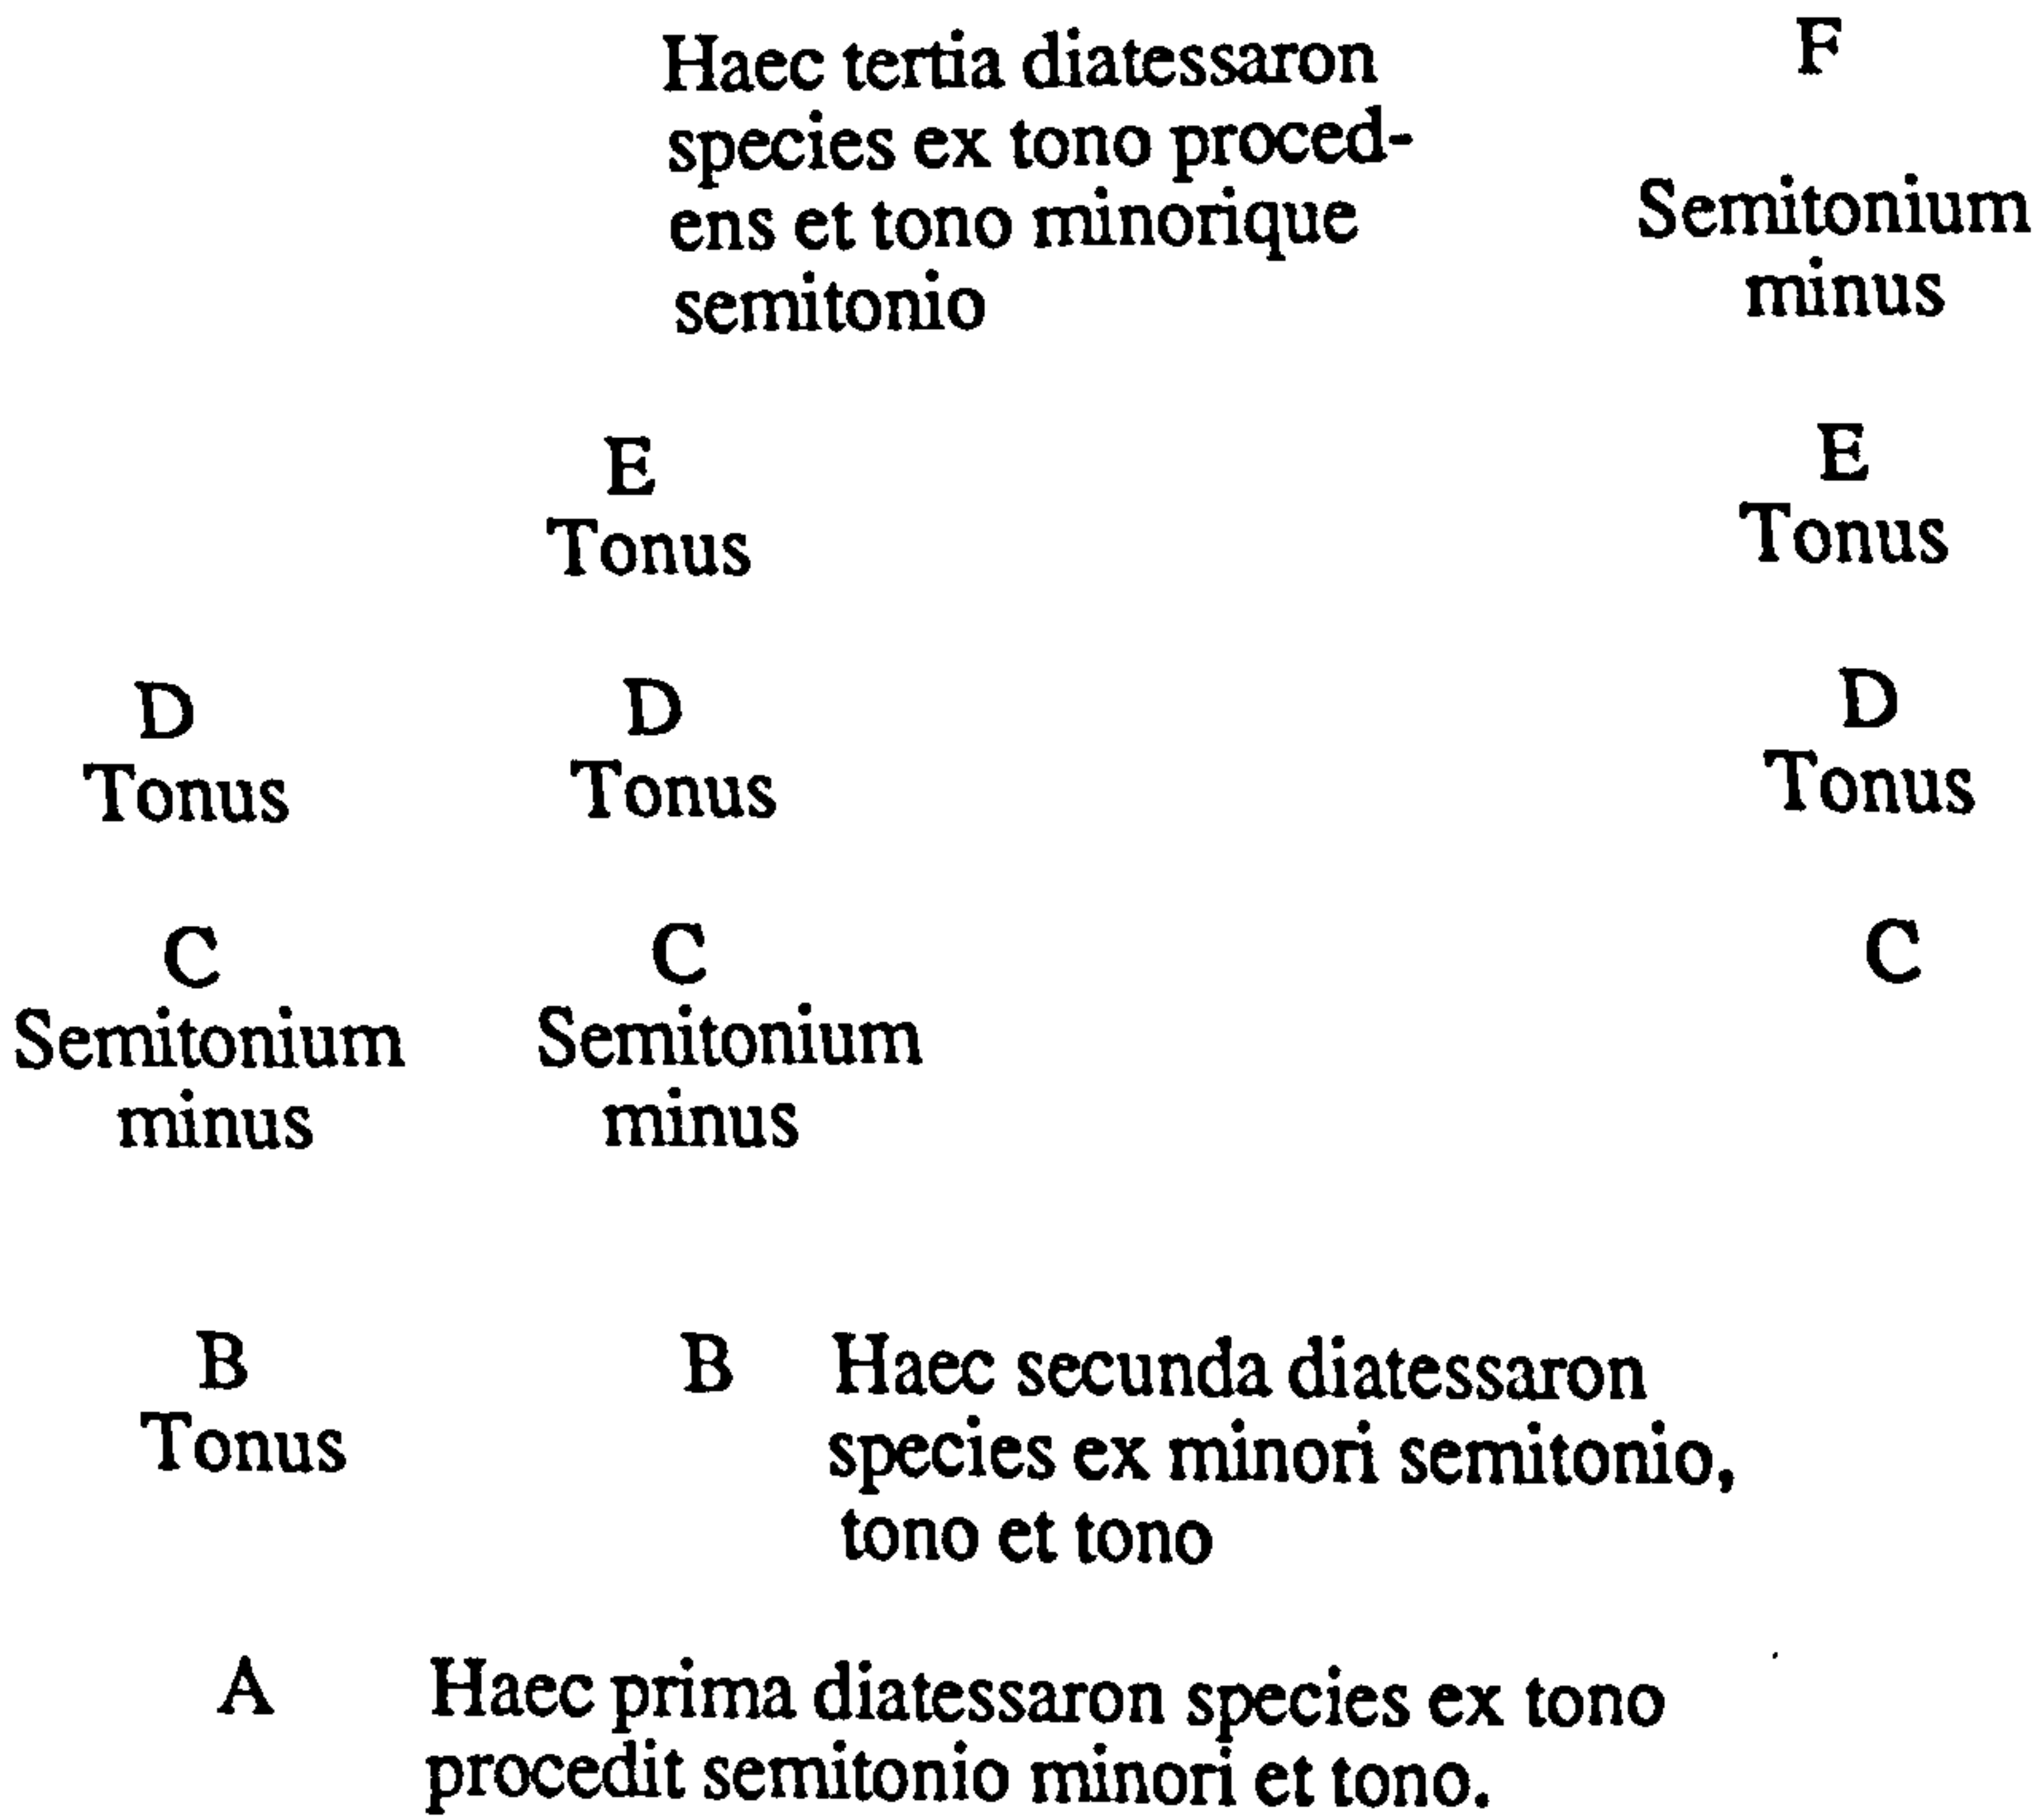 Haec tertia diatessaron
species ex tono proced-
ens et tono minorique
semitonio
F
Semitonium
minus
E
Tonus
E
Tonus
D
Tonus
D
Tonus
D
Tonus
C
Semitonium
minus
C
Semitonium
minus
C
B
Tonus
B
Haec secunda diatessaron
species ex minori semitonio,
tono et tono
A
Haec prima diatessaron species ex tono
procedit semitonio minori et tono.